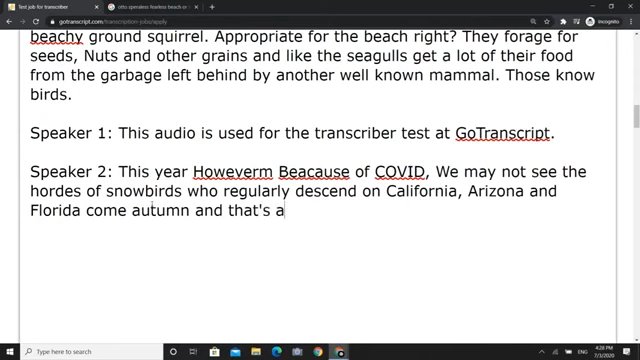 Test job for transcriber
otto speraless fearless beach or s
gotranscript.com/transcription-jobs/apply
Incognito
beachy ground squirrel. Appropriate for the beach right? They forage for
seeds, Nuts and other grains and like the seagulls get a lot of their food
from the garbage left behind by another well known mammal. Those know
birds.
Speaker 1: This audio is used for the transcriber test at GoTranscript.
Speaker 2: This year Howeverm Beacause of COVID, We may not see the
hordes of snowbirds who regularly descend on California, Arizona and
Florida come autumn and that's a
Type here to search
ENG
4:28 PM
7/3/2020